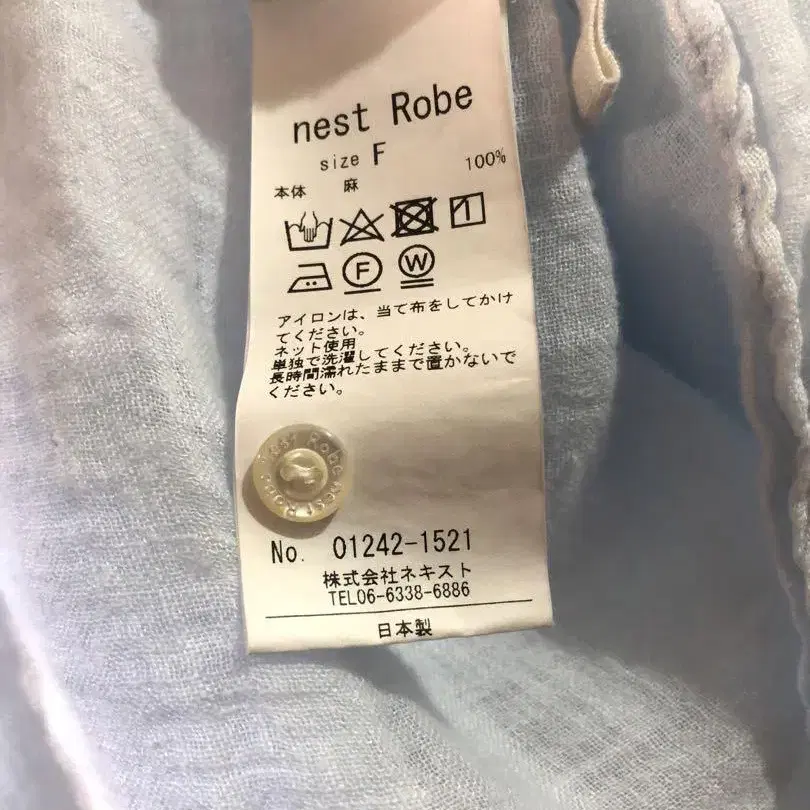 nest Robe
size F
本体 麻 100%
F W
アイロンは、当て布をしてかけ
てください。
ネット使用
単独で洗濯してください。
長時間濡れたままで置かないで
ください。
nest Robe nest Robe
No. 01242-1521
株式会社ネキスト
TEL06-6338-6886
日本製